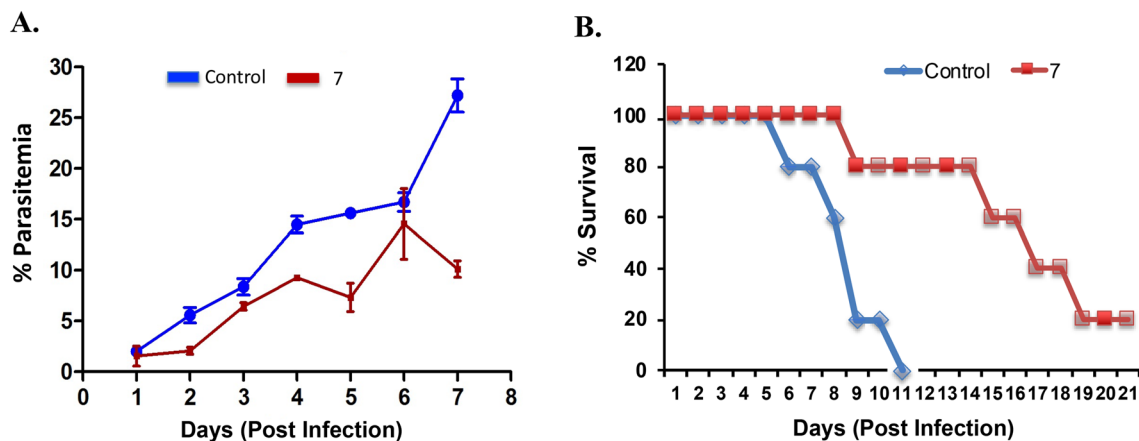 A.
Control 7
30
25
20
15
10
5
0
% Parasitemia
0 1 2 3 4 5 6 7 8
Days (Post Infection)
B.
Control 7
120
100
80
60
40
20
0
% Survival
1 2 3 4 5 6 7 8 9 10 11 12 13 14 15 16 17 18 19 20 21
Days (Post Infection)